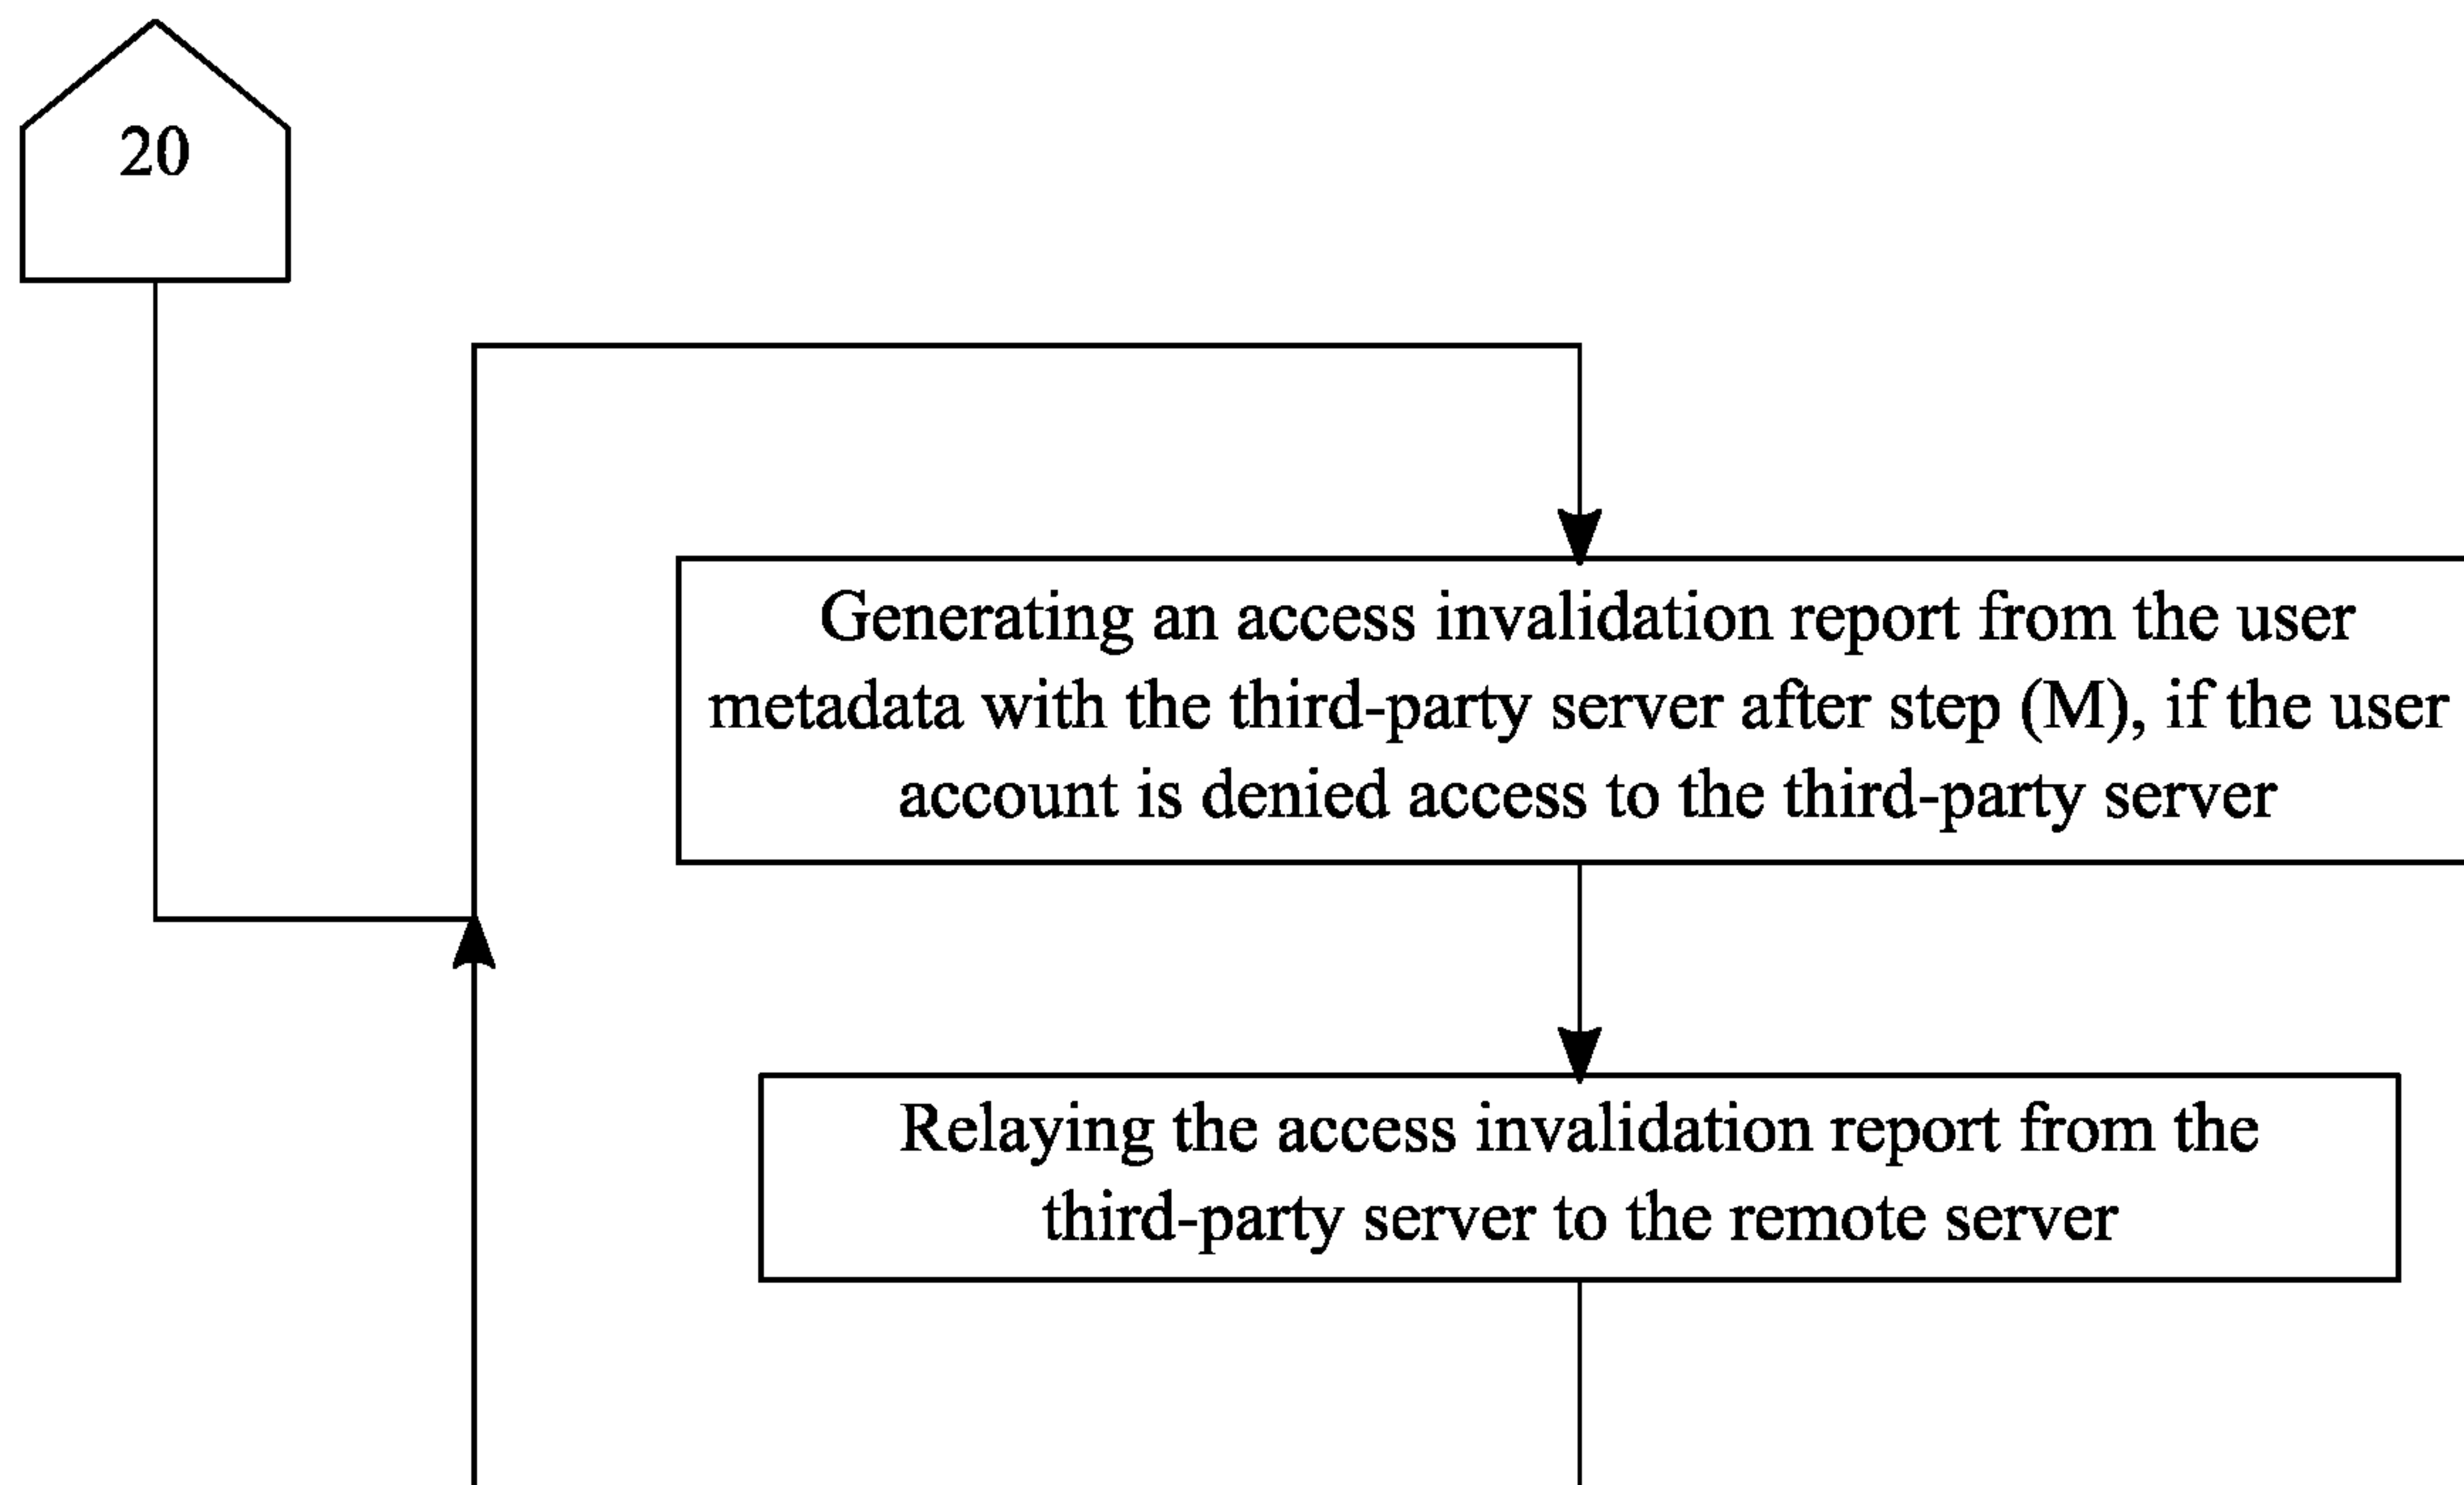 20
Generating an access invalidation report from the user
metadata with the third-party server after step (M), if the user
account is denied access to the third-party server
Relaying the access invalidation report from the
third-party server to the remote server